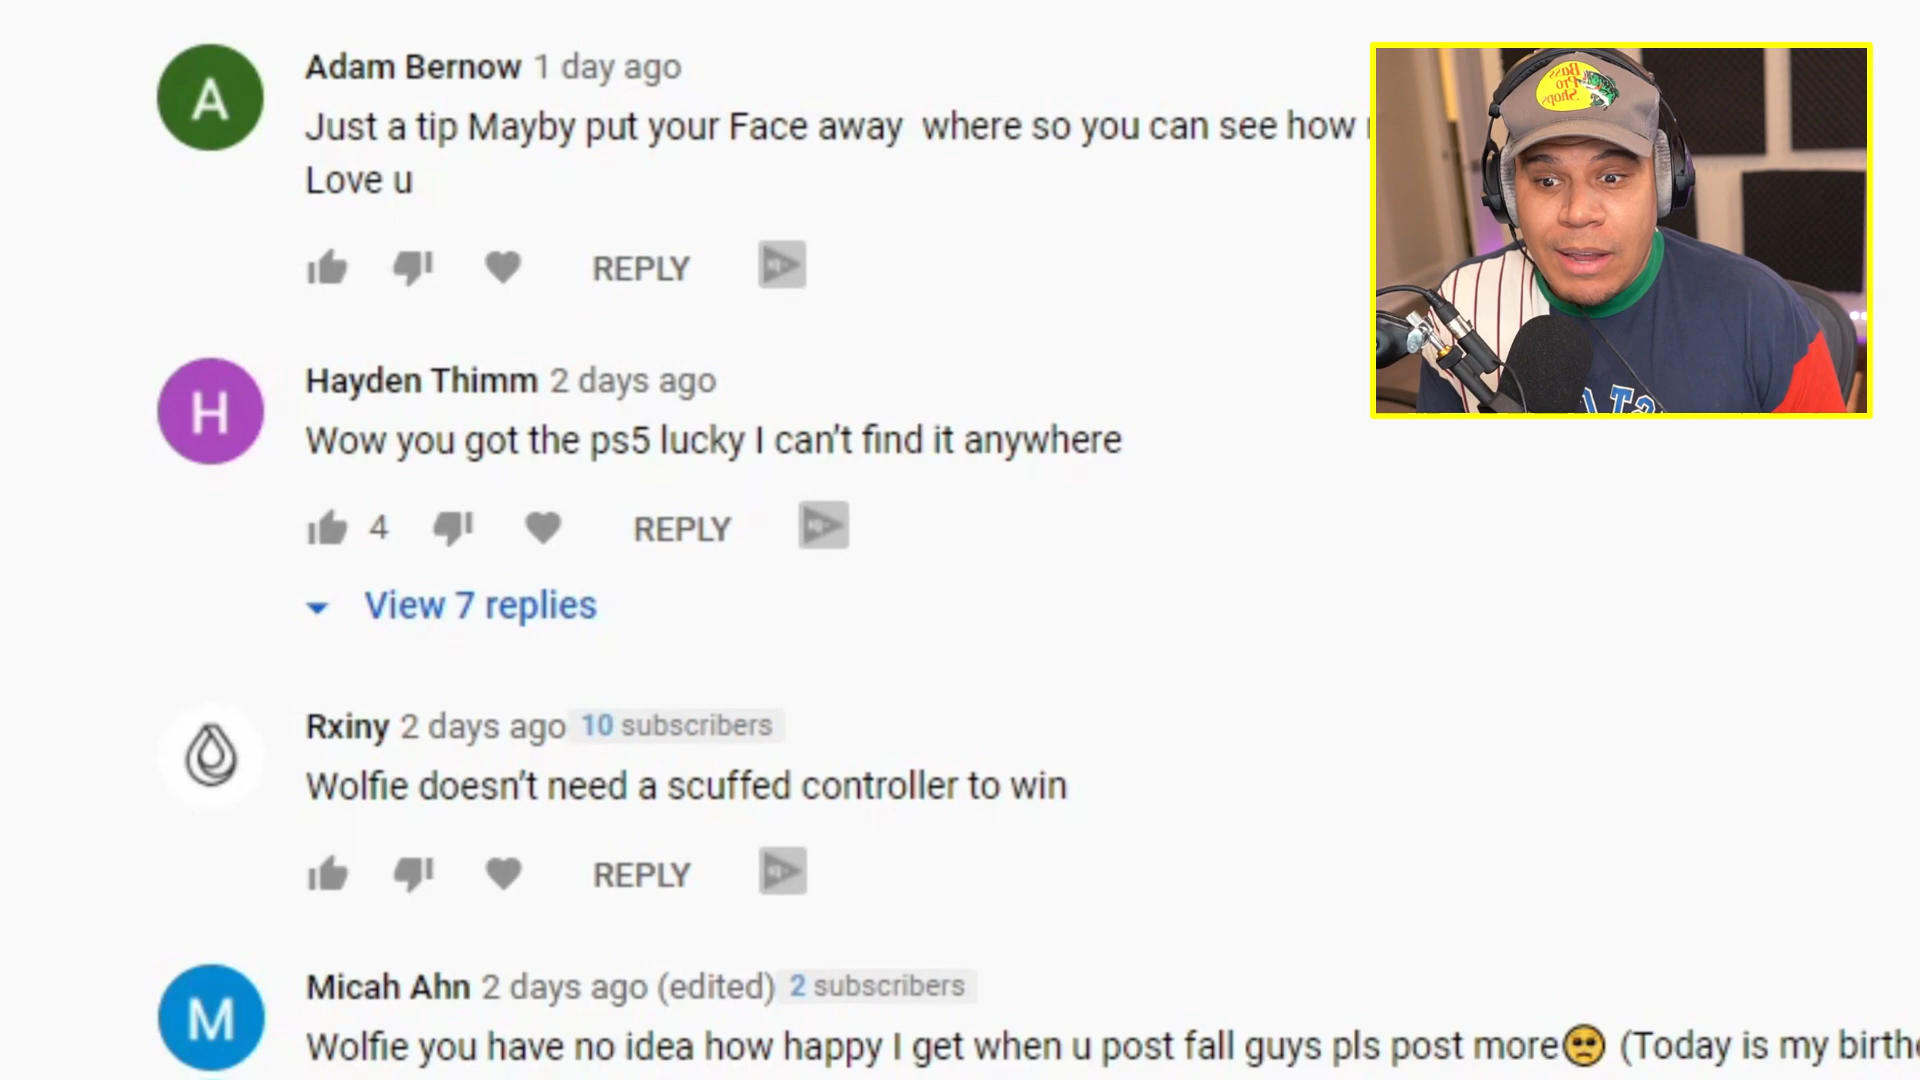 A
Adam Bernow 1 day ago
Just a tip Mayby put your Face away where so you can see how
Love u
REPLY
H
Hayden Thimm 2 days ago
Wow you got the ps5 lucky I can't find it anywhere
4 REPLY
View 7 replies
Rxiny 2 days ago 10 subscribers
Wolfie doesn't need a scuffed controller to win
REPLY
M
Micah Ahn 2 days ago (edited) 2 subscribers
Wolfie you have no idea how happy I get when u post fall guys pls post more🥺 (Today is my
Bass
Pro
Shops